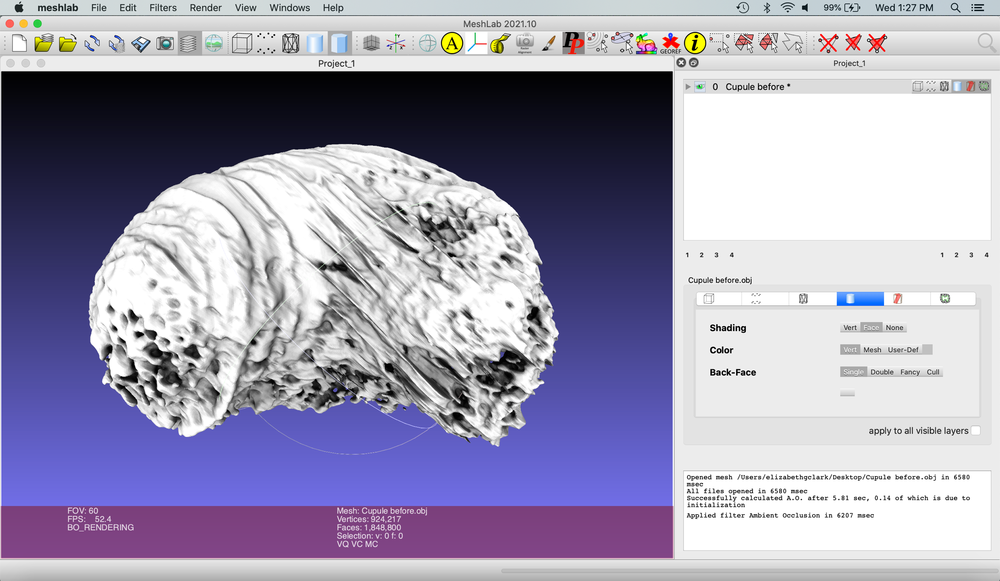 meshlab File Edit Filters Render View Windows Help 99% Wed 1:27 PM
MeshLab 2021.10
Y Z X A Raster Alignment PP GEOREF i
Project_1
Project_1
0 Cupule before *
1 2 3 4 1 2 3 4
Cupule before.obj
Shading Vert Face None
Color Vert Mesh User-Def
Back-Face Single Double Fancy Cull
apply to all visible layers
Opened mesh /Users/elizabethgclark/Desktop/Cupule before.obj in 6580
msec
All files opened in 6580 msec
Successfully calculated A.O. after 5.81 sec, 0.14 of which is due to
initialization
Applied filter Ambient Occlusion in 6207 msec
FOV: 60
FPS: 52.4
BO_RENDERING
Mesh: Cupule before.obj
Vertices: 924,217
Faces: 1,848,800
Selection: v: 0 f: 0
VQ VC MC